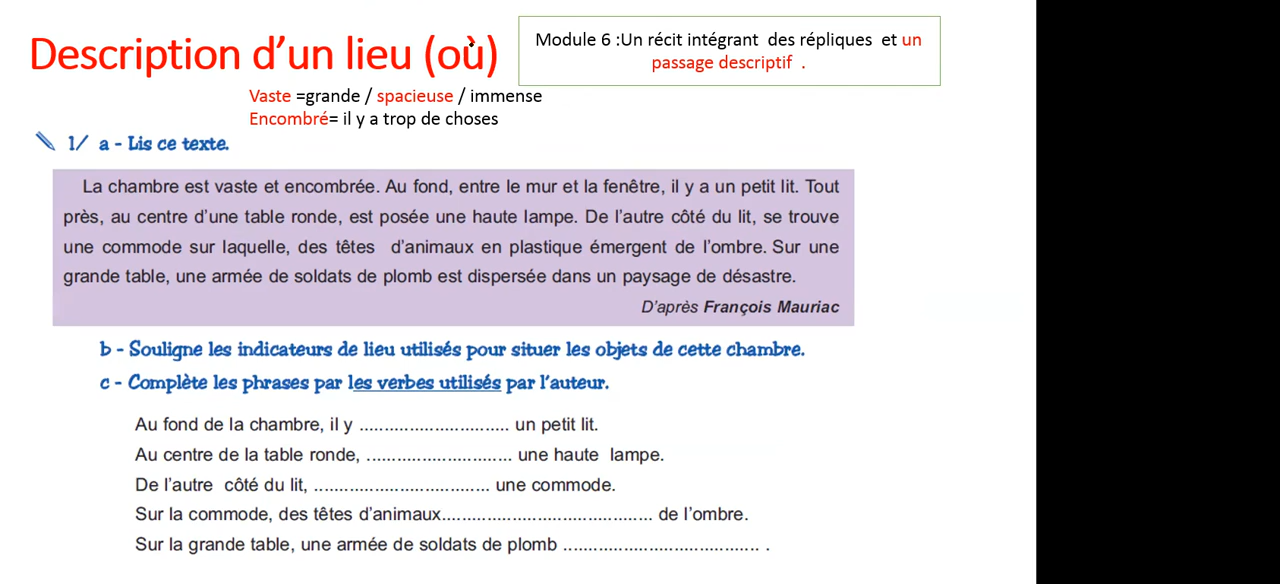 Description d'un lieu (où)
Module 6 :Un récit intégrant des répliques et un
passage descriptif .
Vaste =grande / spacieuse / immense
Encombré= il y a trop de choses
1/ a - Lis ce texte.
La chambre est vaste et encombrée. Au fond, entre le mur et la fenêtre, il y a un petit lit. Tout
près, au centre d'une table ronde, est posée une haute lampe. De l'autre côté du lit, se trouve
une commode sur laquelle, des têtes d'animaux en plastique émergent de l'ombre. Sur une
grande table, une armée de soldats de plomb est dispersée dans un paysage de désastre.
D'après François Mauriac
b - Souligne les indicateurs de lieu utilisés pour situer les objets de cette chambre.
c - Complète les phrases par les verbes utilisés par l'auteur.
Au fond de la chambre, il y .............................. un petit lit.
Au centre de la table ronde, ............................. une haute lampe.
De l'autre côté du lit, ................................... une commode.
Sur la commode, des têtes d'animaux.......................................... de l'ombre.
Sur la grande table, une armée de soldats de plomb ....................................... .